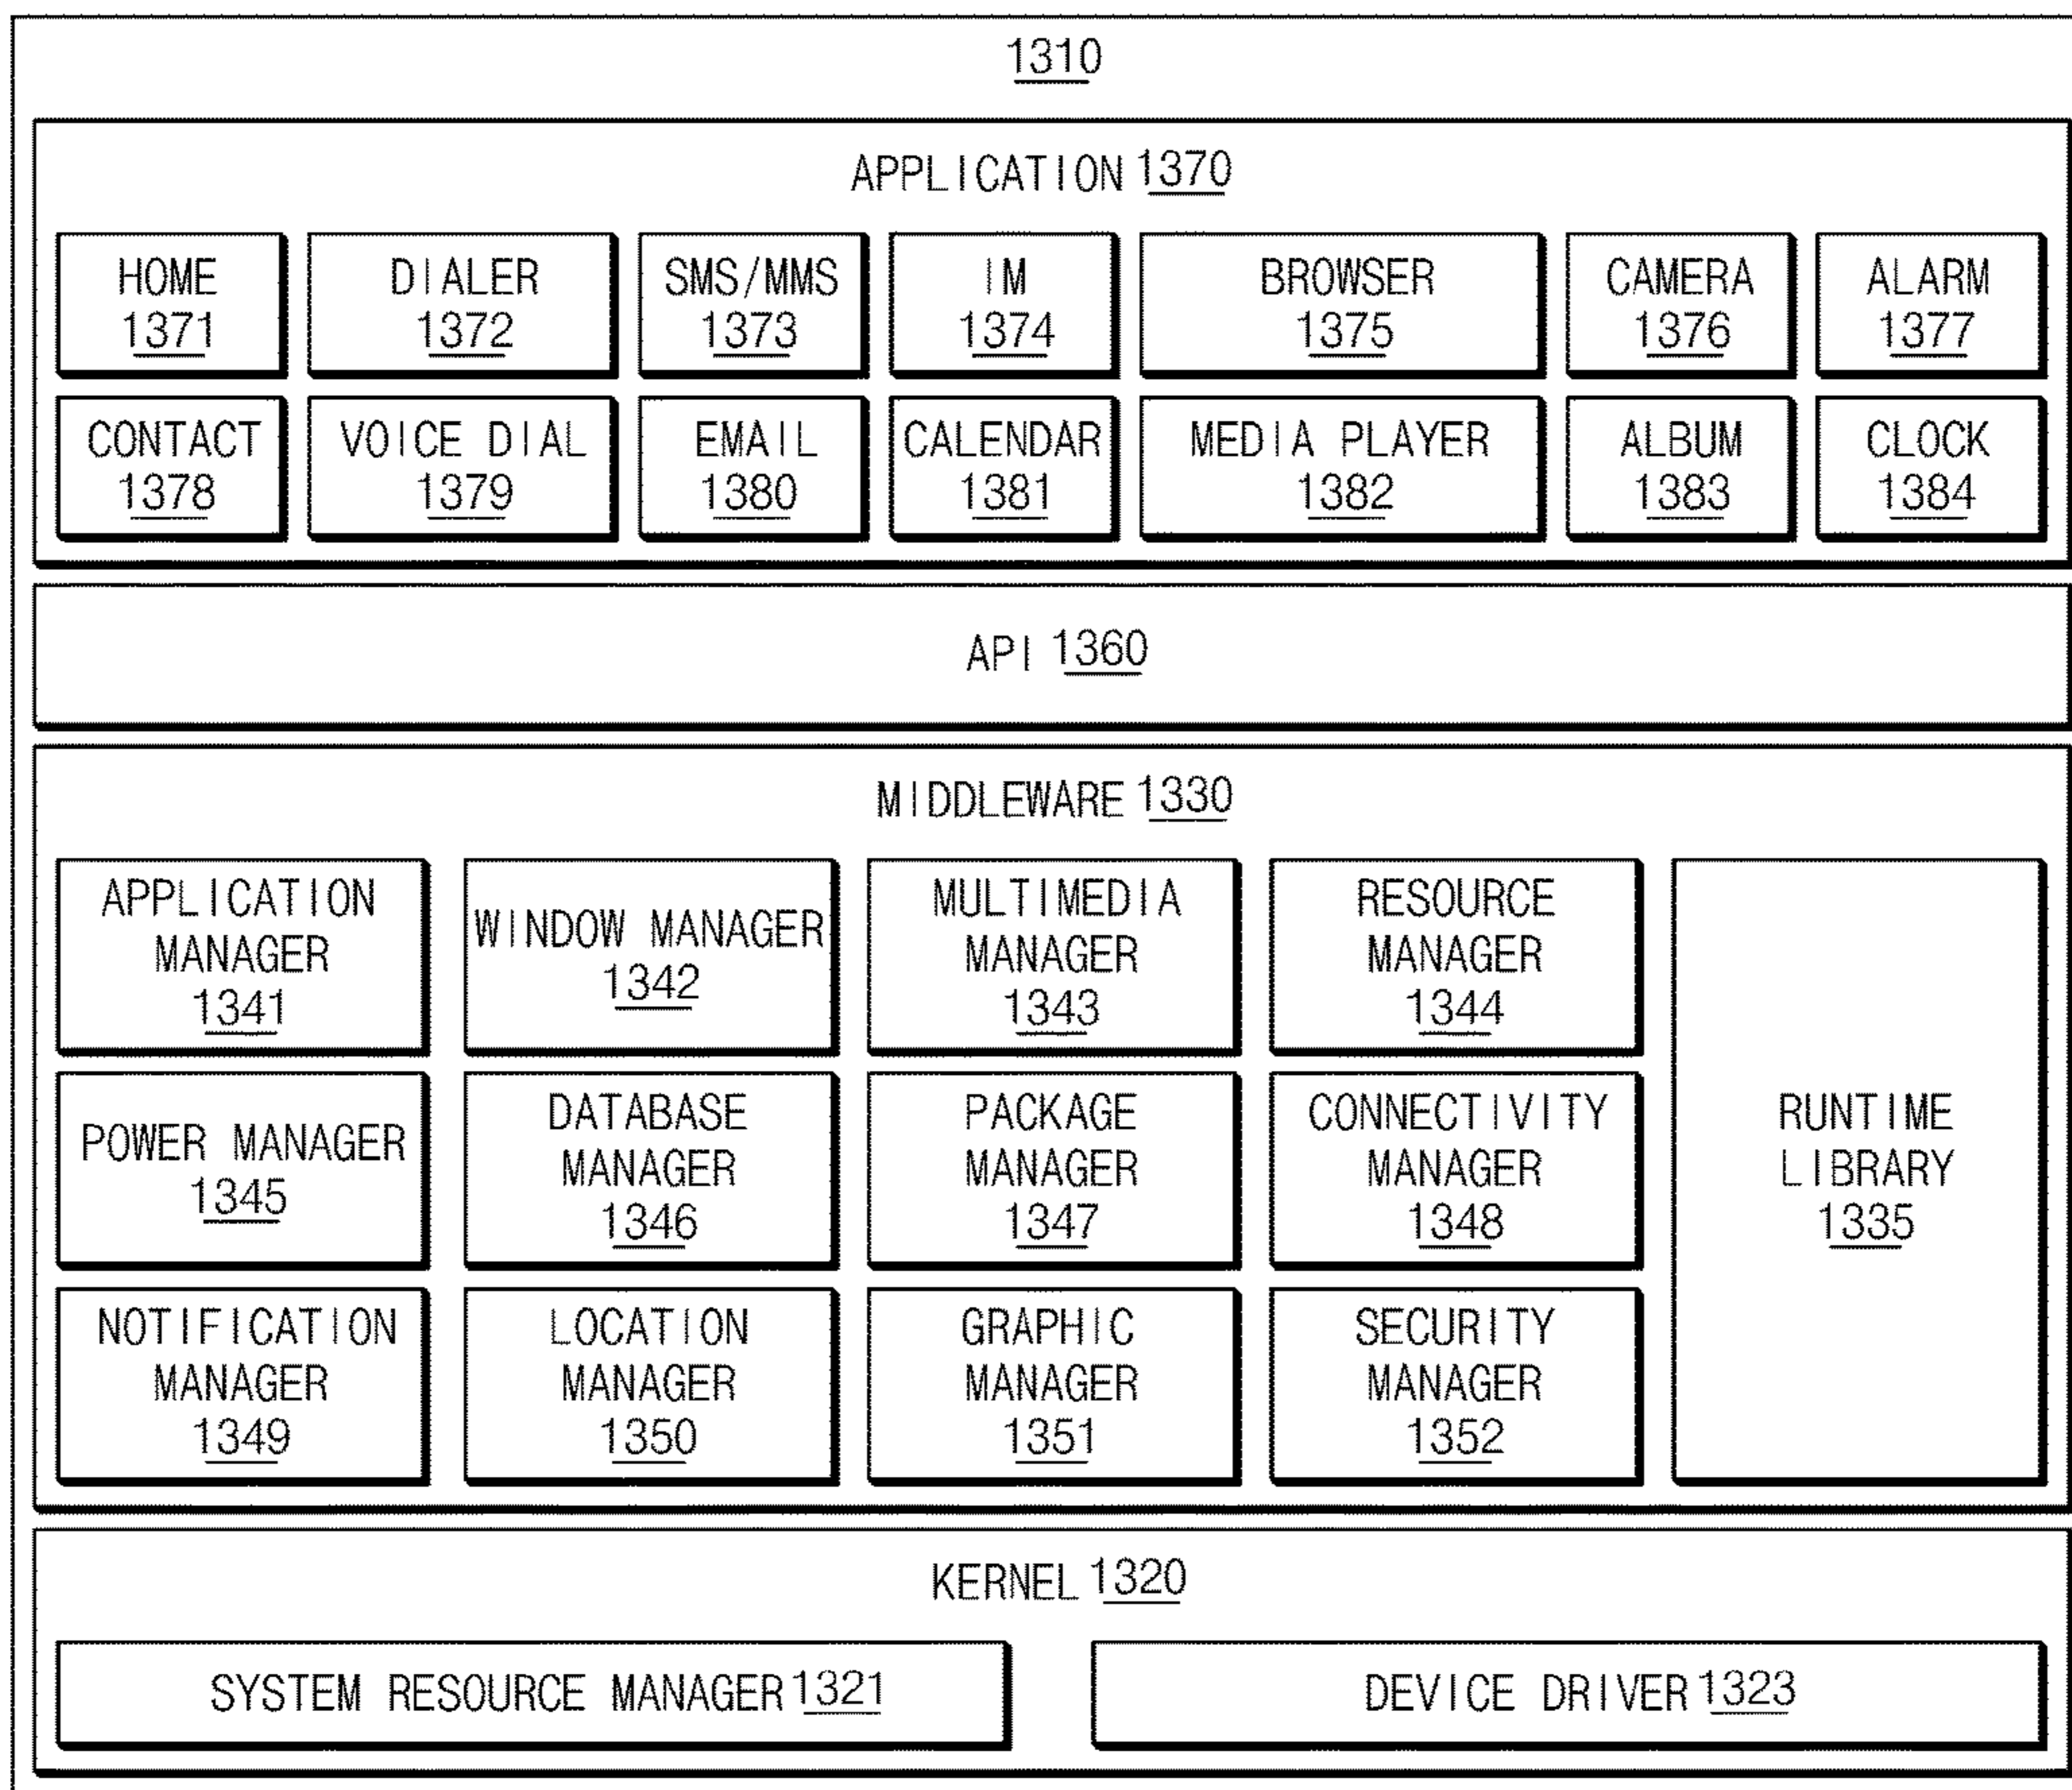 1310
APPLICATION 1370
HOME
1371
DIALER
1372
SMS/MMS
1373
IM
1374
BROWSER
1375
CAMERA
1376
ALARM
1377
CONTACT
1378
VOICE DIAL
1379
EMAIL
1380
CALENDAR
1381
MEDIA PLAYER
1382
ALBUM
1383
CLOCK
1384
API 1360
MIDDLEWARE 1330
APPLICATION
MANAGER
1341
WINDOW MANAGER
1342
MULTIMEDIA
MANAGER
1343
RESOURCE
MANAGER
1344
POWER MANAGER
1345
DATABASE
MANAGER
1346
PACKAGE
MANAGER
1347
CONNECTIVITY
MANAGER
1348
NOTIFICATION
MANAGER
1349
LOCATION
MANAGER
1350
GRAPHIC
MANAGER
1351
SECURITY
MANAGER
1352
RUNTIME
LIBRARY
1335
KERNEL 1320
SYSTEM RESOURCE MANAGER 1321
DEVICE DRIVER 1323